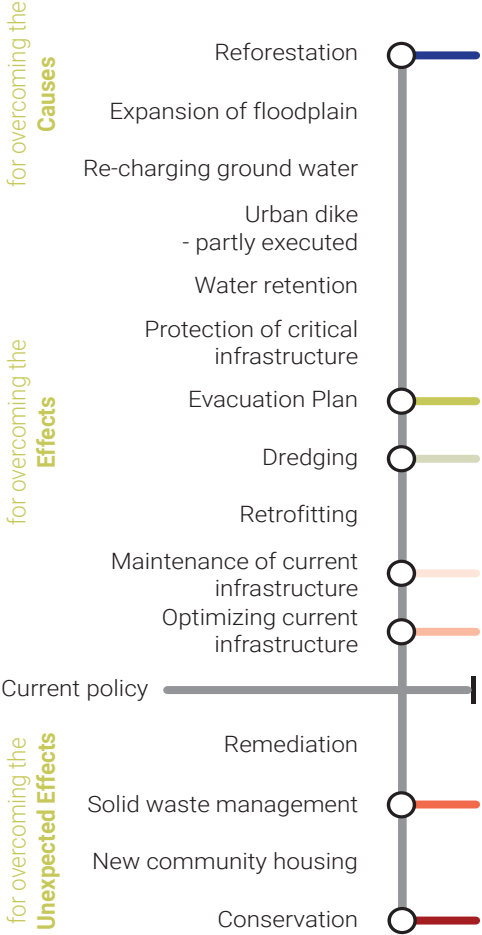 for overcoming the
Causes
Reforestation
Expansion of floodplain
Re-charging ground water
Urban dike
- partly executed
Water retention
for overcoming the
Effects
Protection of critical
infrastructure
Evacuation Plan
Dredging
Retrofitting
Maintenance of current
infrastructure
Optimizing current
infrastructure
Current policy
for overcoming the
Unexpected Effects
Remediation
Solid waste management
New community housing
Conservation